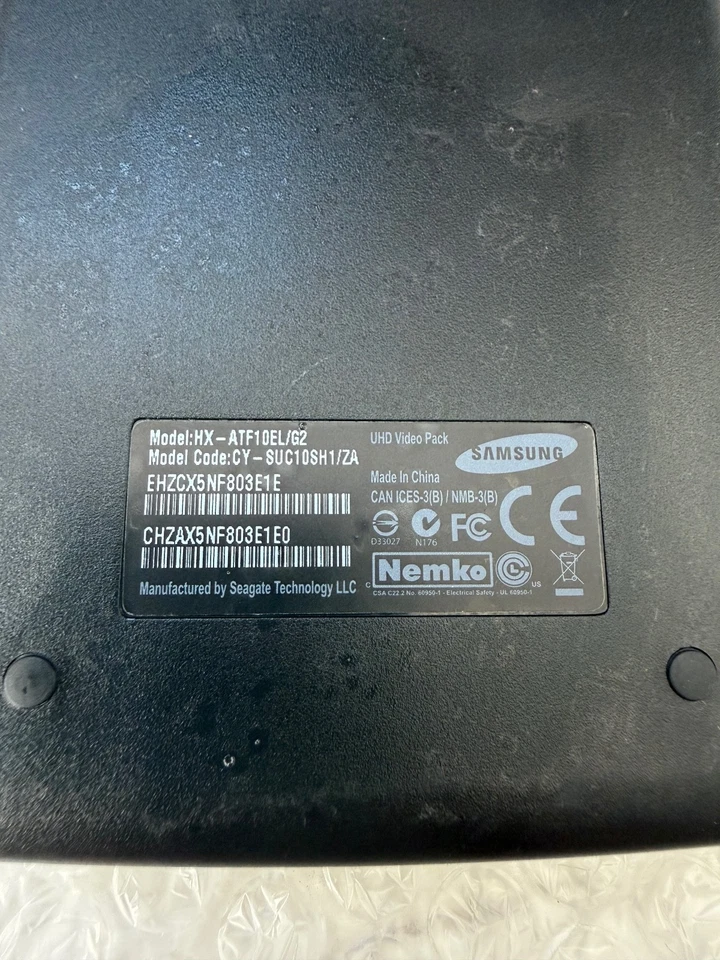 Model:HX-ATF10EL/G2
Model Code:CY-SUC10SH1/ZA
EHZCX5NF803E1E
CHZAX5NF803E1E0
Manufactured by Seagate Technology LLC
UHD Video Pack
SAMSUNG
Made In China
CAN ICES-3(B) / NMB-3(B)
D33027
N176
FC
CE
C
Nemko
US
CSA C22.2 No. 60950-1 - Electrical Safety - UL 60950-1